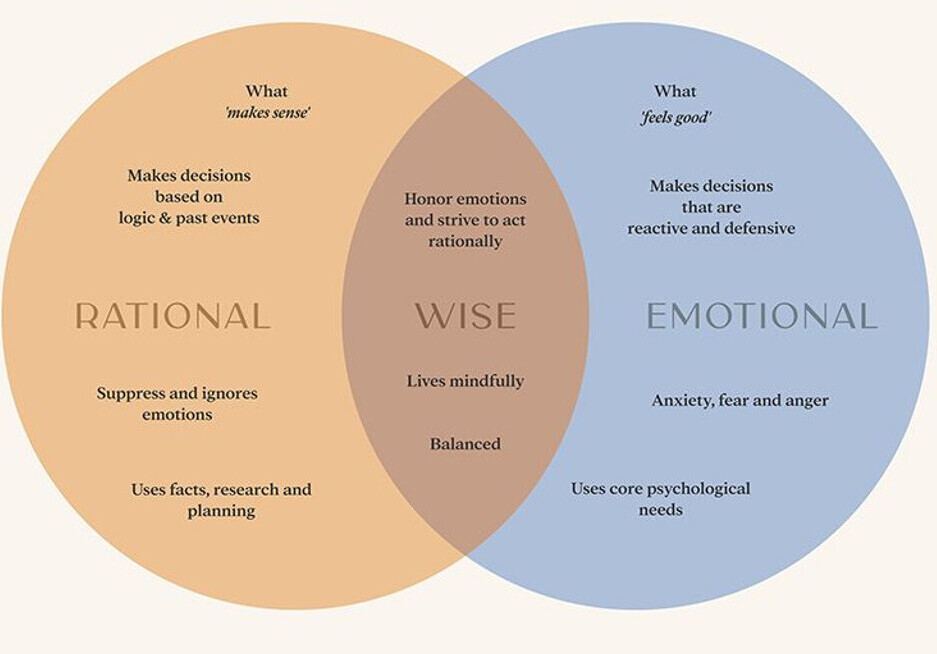 What
'makes sense'
Makes decisions
based on
logic & past events
RATIONAL
Suppress and ignores
emotions
Uses facts, research and
planning
Honor emotions
and strive to act
rationally
WISE
Lives mindfully
Balanced
What
'feels good'
Makes decisions
that are
reactive and defensive
EMOTIONAL
Anxiety, fear and anger
Uses core psychological
needs